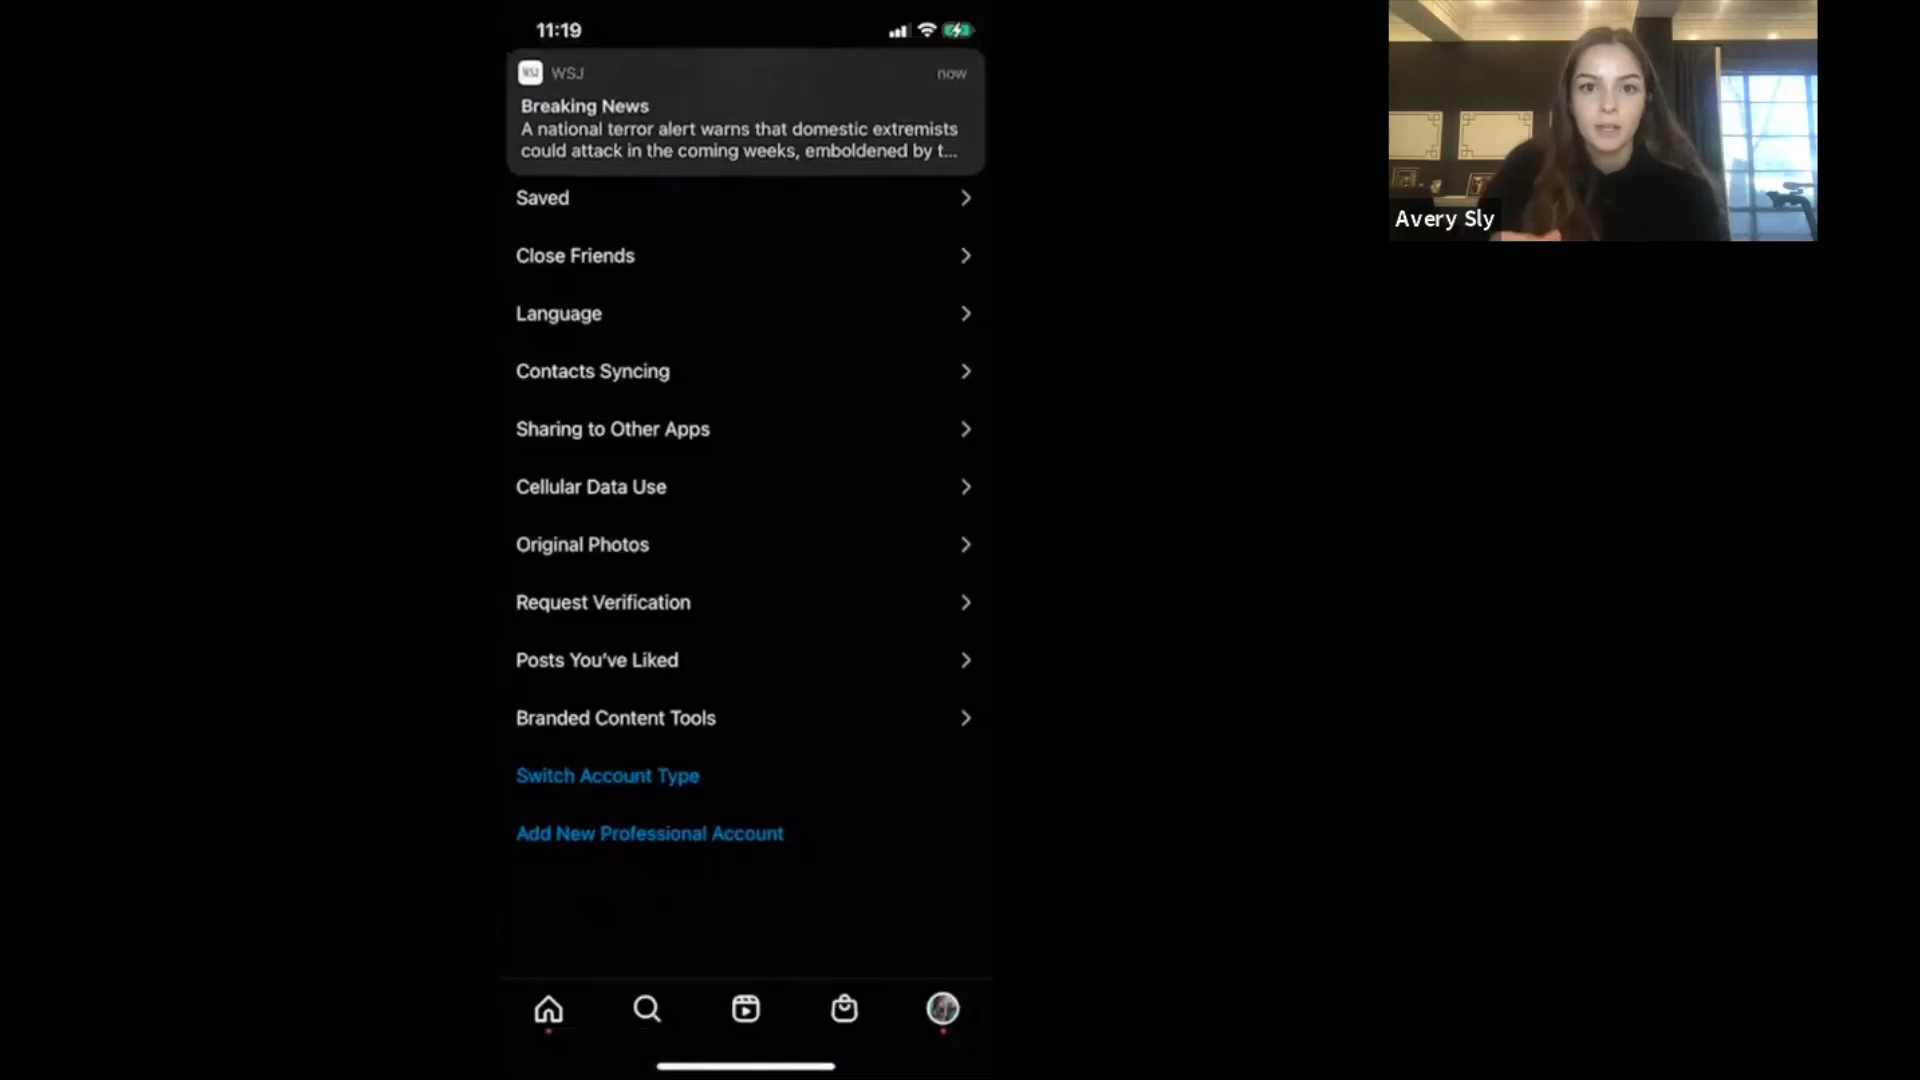 11:19
WSJ
WSJ
now
Breaking News
A national terror alert warns that domestic extremists
could attack in the coming weeks, emboldened by t...
Saved
Close Friends
Language
Contacts Syncing
Sharing to Other Apps
Cellular Data Use
Original Photos
Request Verification
Posts You've Liked
Branded Content Tools
Switch Account Type
Add New Professional Account
Avery Sly